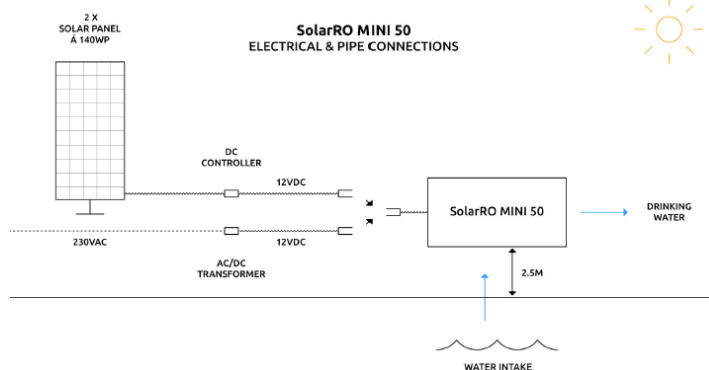 2 X
SOLAR PANEL
Á 140WP
SolarRO MINI 50
ELECTRICAL & PIPE CONNECTIONS
DC
CONTROLLER
12VDC
SolarRO MINI 50
DRINKING
WATER
230VAC
12VDC
AC/DC
TRANSFORMER
2.5M
WATER INTAKE